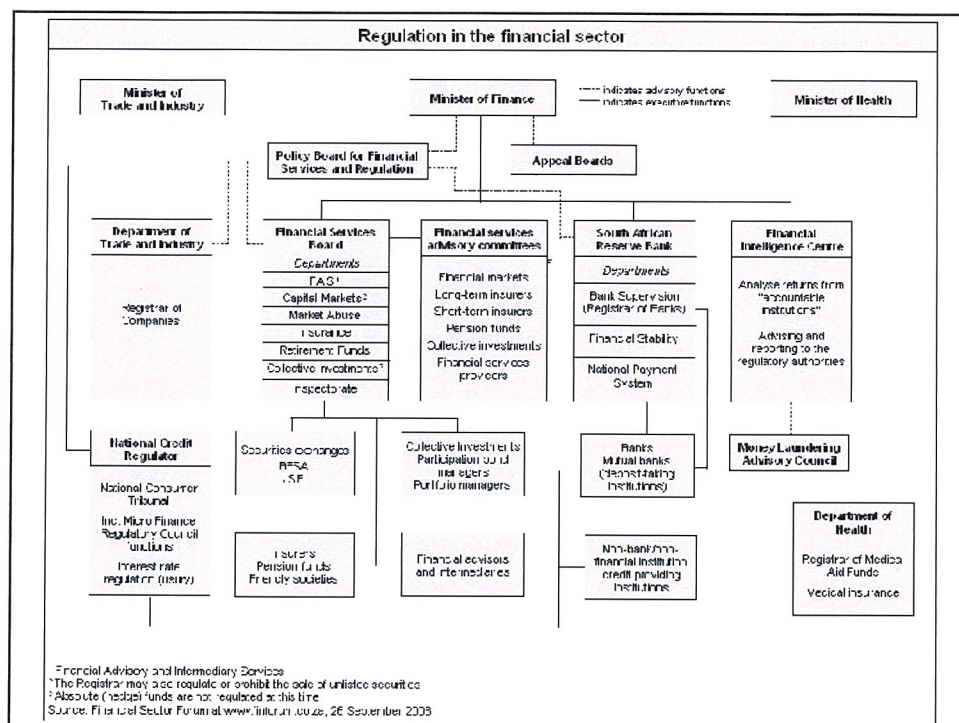 Regulation in the financial sector
Minister of
Trade and Industry
Minister of Finance
indicates advisory functions
indicates executive functions
Minister of Health
Policy Board for Financial
Services and Regulation
Appeal Boards
Department of
Trade and Industry
Registrar of
Companies
Financial Services
Board
Departments
FAIS¹
Capital Markets²
Market Abuse
Insurance
Retirement Funds
Collective Investments³
Inspectorate
Financial services
advisory committees
Financial markets
Long-term insurers
Short-term insurers
Pension funds
Collective investments
Financial services
providers
South African
Reserve Bank
Departments
Bank Supervision
(Registrar of Banks)
Financial Stability
National Payment
System
Financial
Intelligence Centre
Analyse returns from
"accountable
institutions"
Advising and
reporting to the
regulatory authorities
National Credit
Regulator
National Consumer
Tribunal
Incl. Micro Finance
Regulatory Council
functions
Interest rate
regulation (usury)
Securities exchanges
BESA
JSE
Collective Investments
Participation bond
managers
Portfolio managers
Banks
Mutual banks
(deposit-taking
institutions)
Money Laundering
Advisory Council
Insurers
Pension funds
Friendly societies
Financial advisors
and intermediaries
Non-bank/non-
financial institution
credit providing
institutions
Department of
Health
Registrar of Medical
Aid Funds
Medical insurance
Financial Advisory and Intermediary Services
² The Registrar may also regulate or prohibit the sale of unlisted securities
³ Absolute (hedge) funds are not regulated at this time
Source: Financial Sector Forum at www.finforum.co.za, 26 September